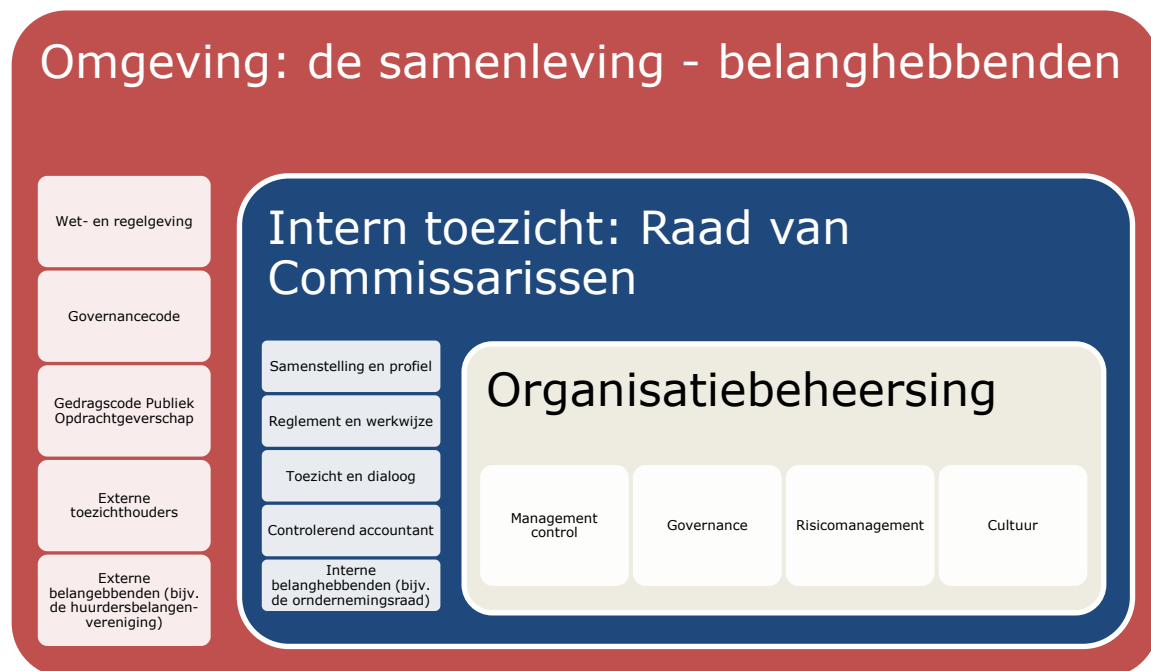 Omgeving: de samenleving - belanghebbenden
Wet- en regelgeving
Governancecode
Gedragscode Publiek
Opdrachtgeverschap
Externe
toezichthouders
Externe
belangebbenden (bijv.
de huurdersbelangen-
vereniging)
Intern toezicht: Raad van
Commissarissen
Samenstelling en profiel
Reglement en werkwijze
Toezicht en dialoog
Controlerend accountant
Interne
belanghebbenden (bijv.
de orndernemingsraad)
Organisatiebeheersing
Management
control
Governance
Risicomanagement
Cultuur